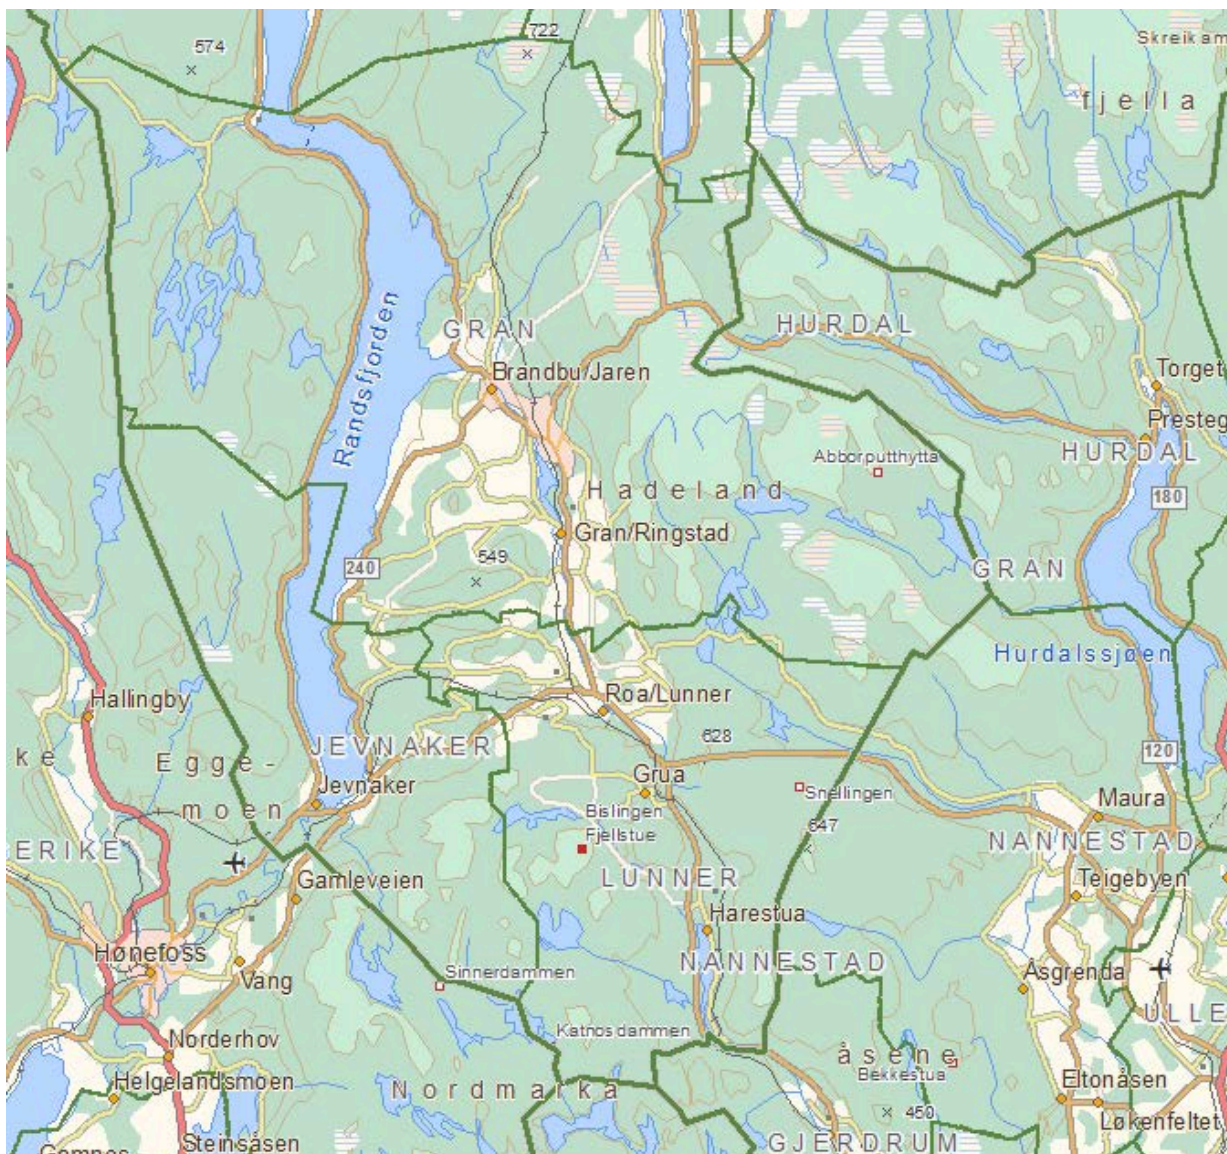 722
574
Skreikam
fjella
Randsfjorden
GRAN
HURDAL
Brandbu/Jaren
Torget
Presteg
HURDAL
Abborputthytta
Hadeland
180
Gran/Ringstad
549
240
GRAN
Hurdalssjøen
Hallingby
Roa/Lunner
628
JEVNAKER
120
ke
Egge-
moen
Jevnaker
Grua
Snellingen
Maura
Bislingen
Fjellstue
647
NANNESTAD
ERIKE
Gamleveien
LUNNER
Teigebyen
Harestua
Hønefoss
Vang
Sinnerdammen
NANNESTAD
Åsgrenda
ULLE
Katnosdammen
Norderhov
åsene
Bekkestua
Helgelandsmoen
Nordmarka
Eltonåsen
450
Løkenfeltet
Steinsåsen
GJERDRUM